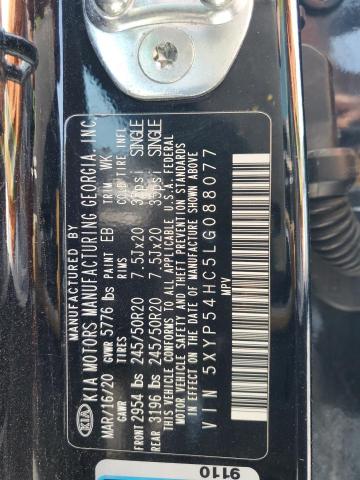 MANUFACTURED BY
KIA KIA MOTORS MANUFACTURING GEORGIA, INC.
MAR/16/20 GVWR 5776 lbs PAINT EB TRIM WK
GAWR TIRES RIMS COLD TIRE INFL
FRONT 2954 lbs 245/50R20 7.5Jx20 35psi SINGLE
REAR 3196 lbs 245/50R20 7.5Jx20 35psi SINGLE
THIS VEHICLE CONFORMS TO ALL APPLICABLE U.S.A. FEDERAL
MOTOR VEHICLE SAFETY AND THEFT PREVENTION STANDARDS
IN EFFECT ON THE DATE OF MANUFACTURE SHOWN ABOVE
VIN 5XYP54HC5LG088077
MPV
9110